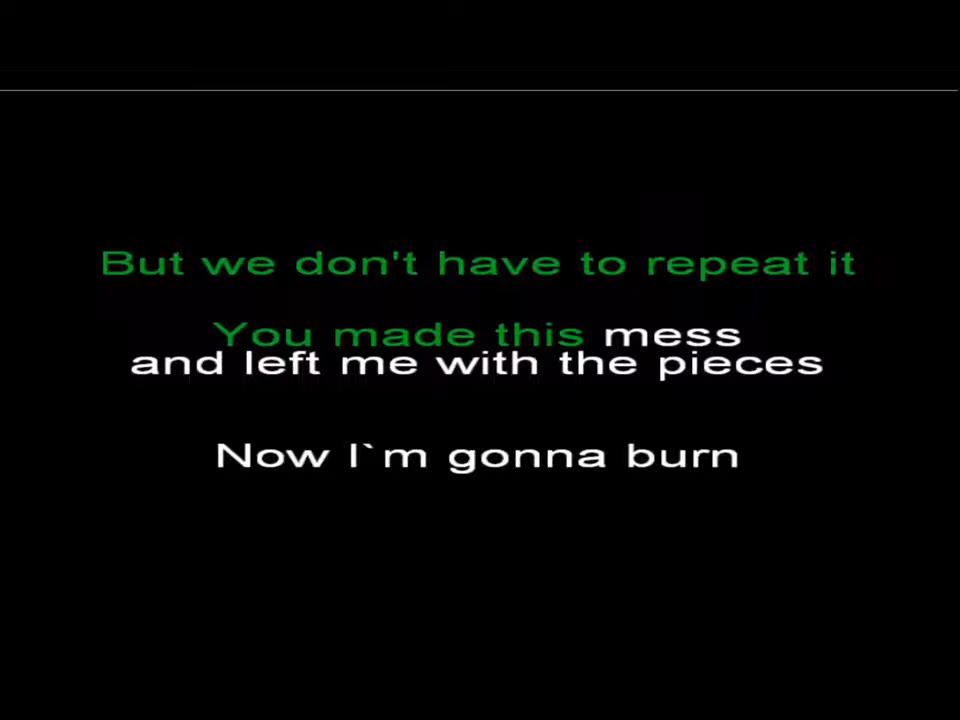 But we don't have to repeat it
You made this mess
and left me with the pieces
Now I`m gonna burn